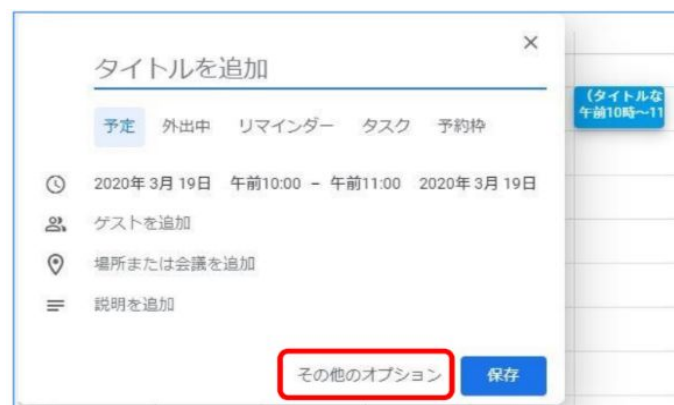 タイトルを追加
予定 外出中 リマインダー タスク 予約枠
2020年 3月 19日 午前10:00 – 午前11:00 2020年 3月 19日
ゲストを追加
場所または会議を追加
説明を追加
その他のオプション 保存
（タイトルな
午前10時～11